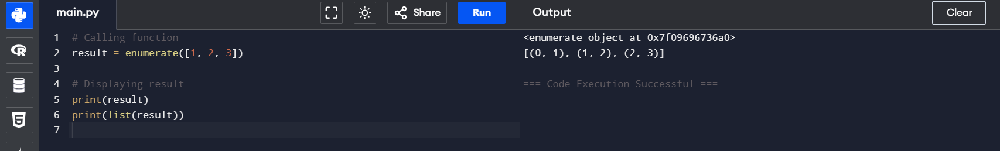 main.py
Share
Run
Output
Clear
1 # Calling function
2 result = enumerate([1, 2, 3])
3
4 # Displaying result
5 print(result)
6 print(list(result))
7
<enumerate object at 0x7f09696736a0>
[(0, 1), (1, 2), (2, 3)]
=== Code Execution Successful ===